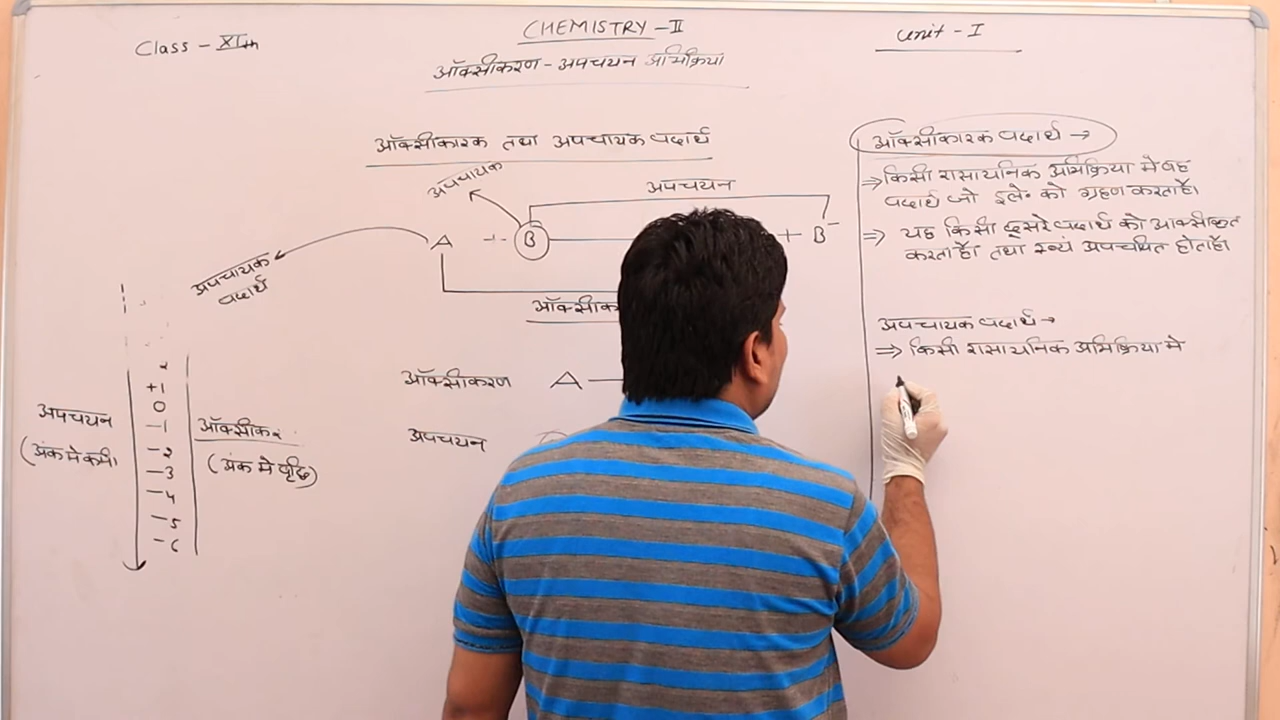 Class - XIth
CHEMISTRY-II
Unit - I
ऑक्सीकरण - अपचयन अभिक्रिया
ऑक्सीकारक तथा अपचायक पदार्थ
अपचायक
अपचयन
A + B
+ B⁻
ऑक्सीक
अपचायक
पदार्थ
ऑक्सीकरण A —
अपचयन
2
+1
0
-1
-2
-3
-4
-5
-6
अपचयन
(अंक मे कमी)
ऑक्सीकर
(अंक मे वृद्धि)
ऑक्सीकारक पदार्थ →
⇒ किसी रासायनिक अभिक्रिया मे वह
पदार्थ जो इले० को ग्रहण करता है।
⇒ यह किसी दूसरे पदार्थ को आक्सीकृत
करता है। तथा स्वयं अपचयित होता है।
अपचायक पदार्थ →
⇒ किसी रासायनिक अभिक्रिया मे